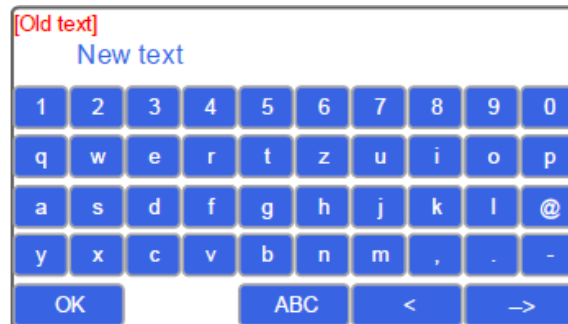 [Old text]
New text
1 2 3 4 5 6 7 8 9 0
q w e r t z u i o p
a s d f g h j k l @
y x c v b n m , . -
OK ABC < -->